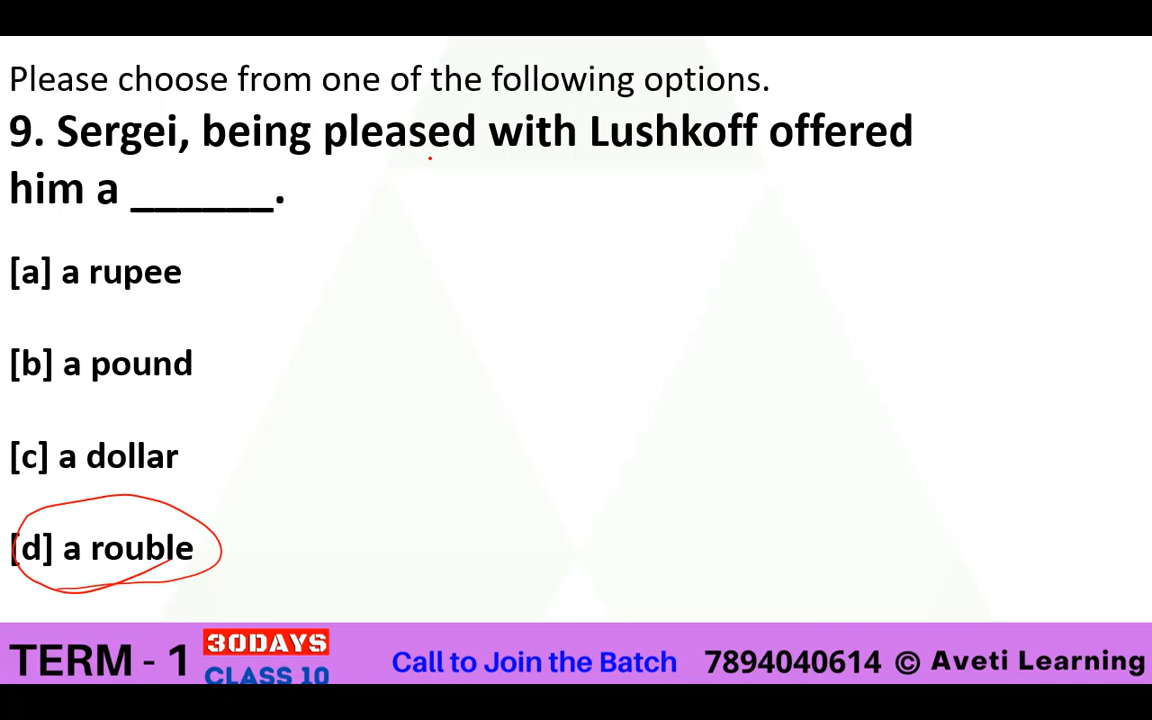 Please choose from one of the following options.
9. Sergei, being pleased with Lushkoff offered
him a ______.
[a] a rupee
[b] a pound
[c] a dollar
[d] a rouble
TERM - 1 30DAYS CLASS 10 Call to Join the Batch 7894040614 © Aveti Learning